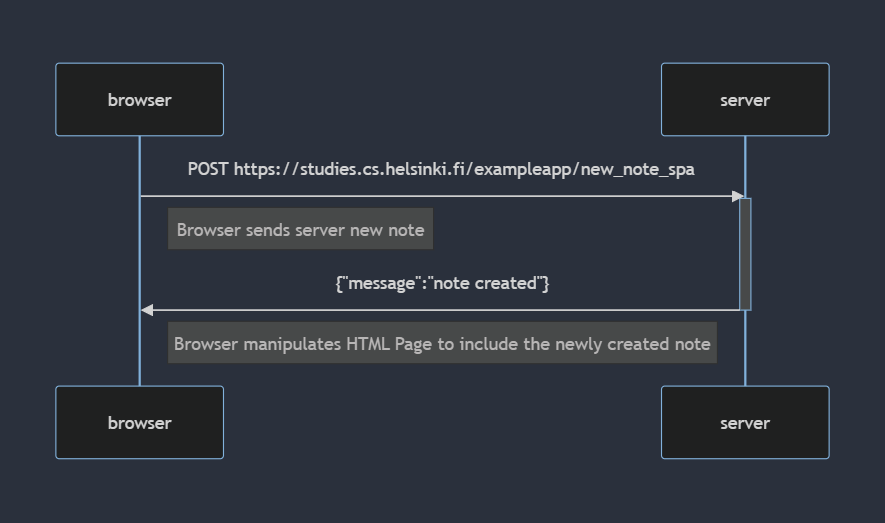 browser
server
POST https://studies.cs.helsinki.fi/exampleapp/new_note_spa
Browser sends server new note
{"message":"note created"}
Browser manipulates HTML Page to include the newly created note
browser
server